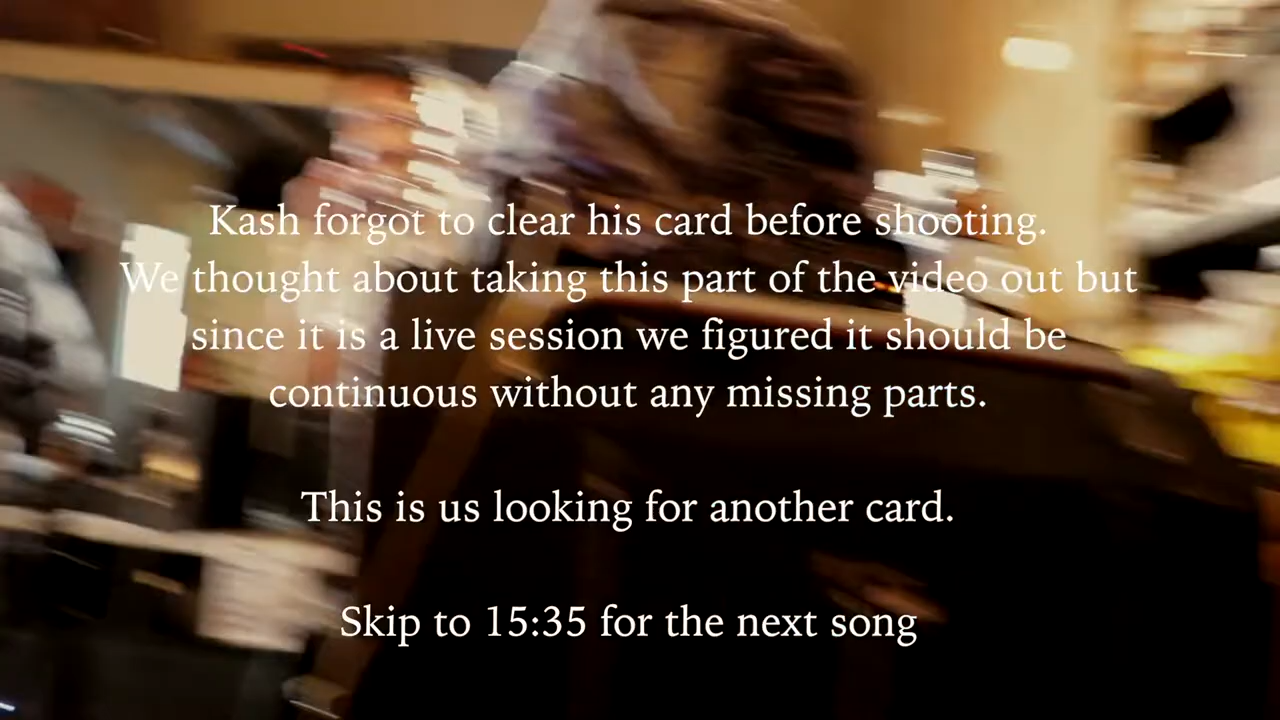 Kash forgot to clear his card before shooting.
We thought about taking this part of the video out but
since it is a live session we figured it should be
continuous without any missing parts.
This is us looking for another card.
Skip to 15:35 for the next song